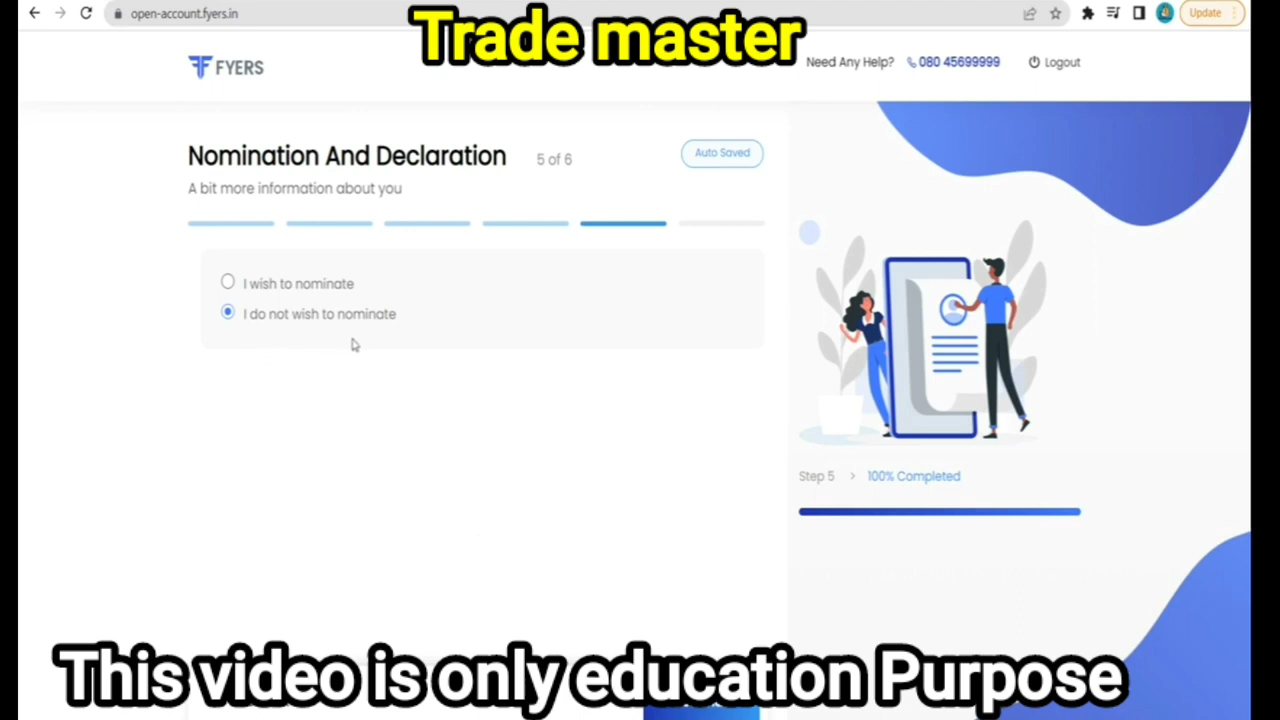 open-account.fyers.in
Update
Trade master
FYERS
Need Any Help? 080 45699999 Logout
Nomination And Declaration 5 of 6
Auto Saved
A bit more information about you
I wish to nominate
I do not wish to nominate
Step 5 > 100% Completed
This video is only education Purpose